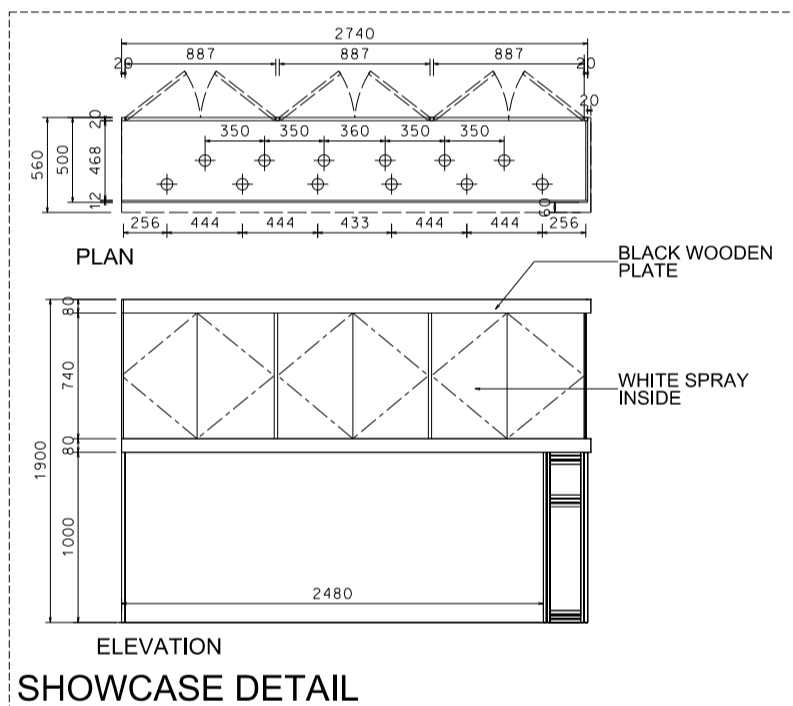 2740
887 887 887
20 20
20
350 350 360 350 350
560 500 20 468 12
60
256 444 444 433 444 444 256
PLAN
BLACK WOODEN
PLATE
80
740
WHITE SPRAY
INSIDE
80
1900
1000
2480
ELEVATION
SHOWCASE DETAIL